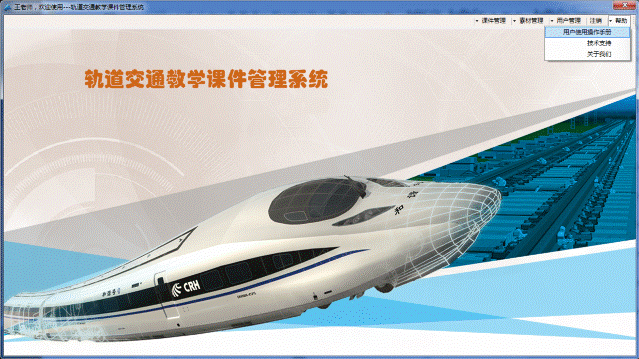 王老师，欢迎使用---轨道交通教学课件管理系统
课件管理 素材管理 用户管理 注销 帮助
用户使用操作手册
技术支持
关于我们
轨道交通教学课件管理系统
和谐
CRH